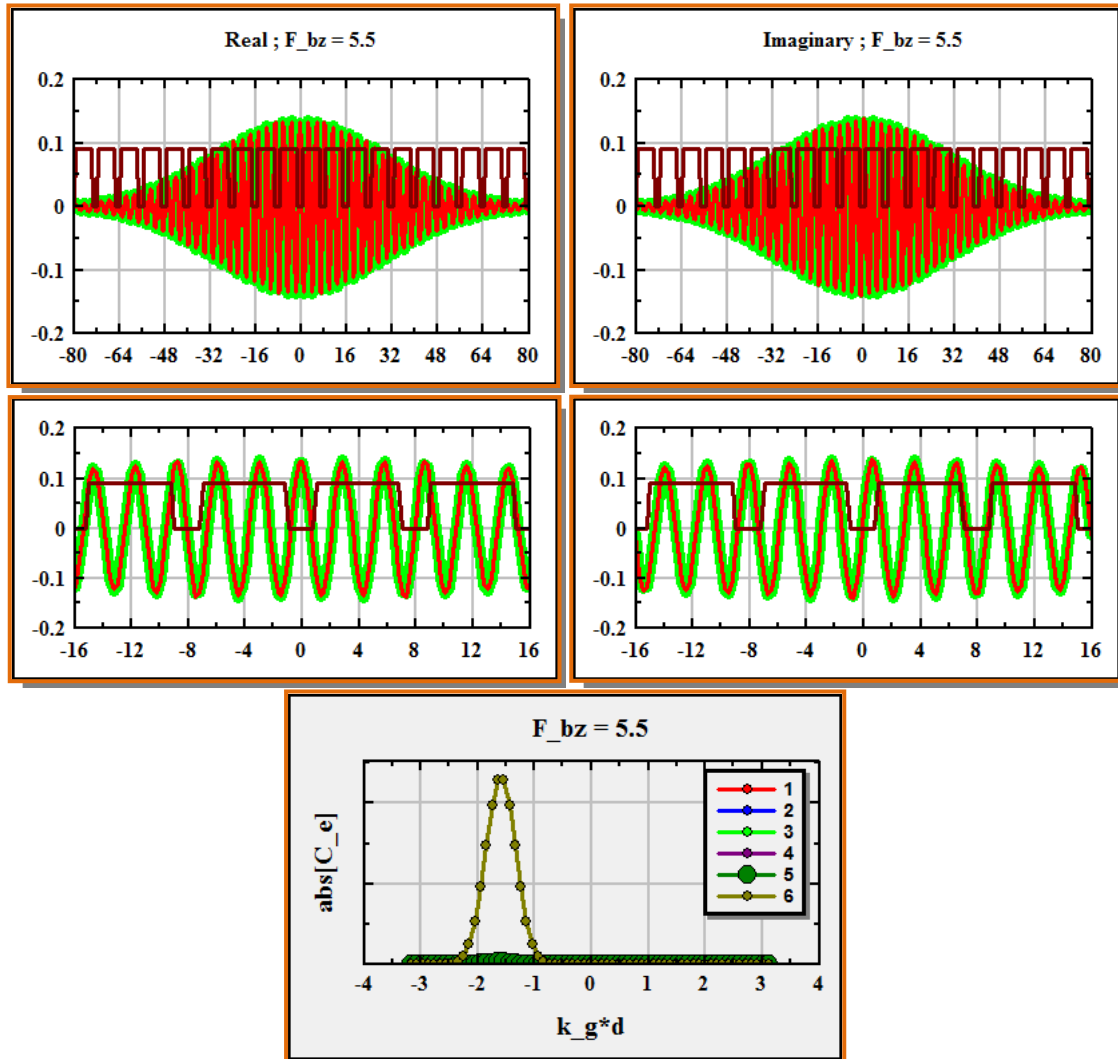 Real ; F_bz = 5.5
0.2
0.1
0
-0.1
-0.2
-80 -64 -48 -32 -16 0 16 32 48 64 80
Imaginary ; F_bz = 5.5
0.2
0.1
0
-0.1
-0.2
-80 -64 -48 -32 -16 0 16 32 48 64 80
0.2
0.1
0
-0.1
-0.2
-16 -12 -8 -4 0 4 8 12 16
0.2
0.1
0
-0.1
-0.2
-16 -12 -8 -4 0 4 8 12 16
F_bz = 5.5
abs[C_e]
1
2
3
4
5
6
-4 -3 -2 -1 0 1 2 3 4
k_g*d